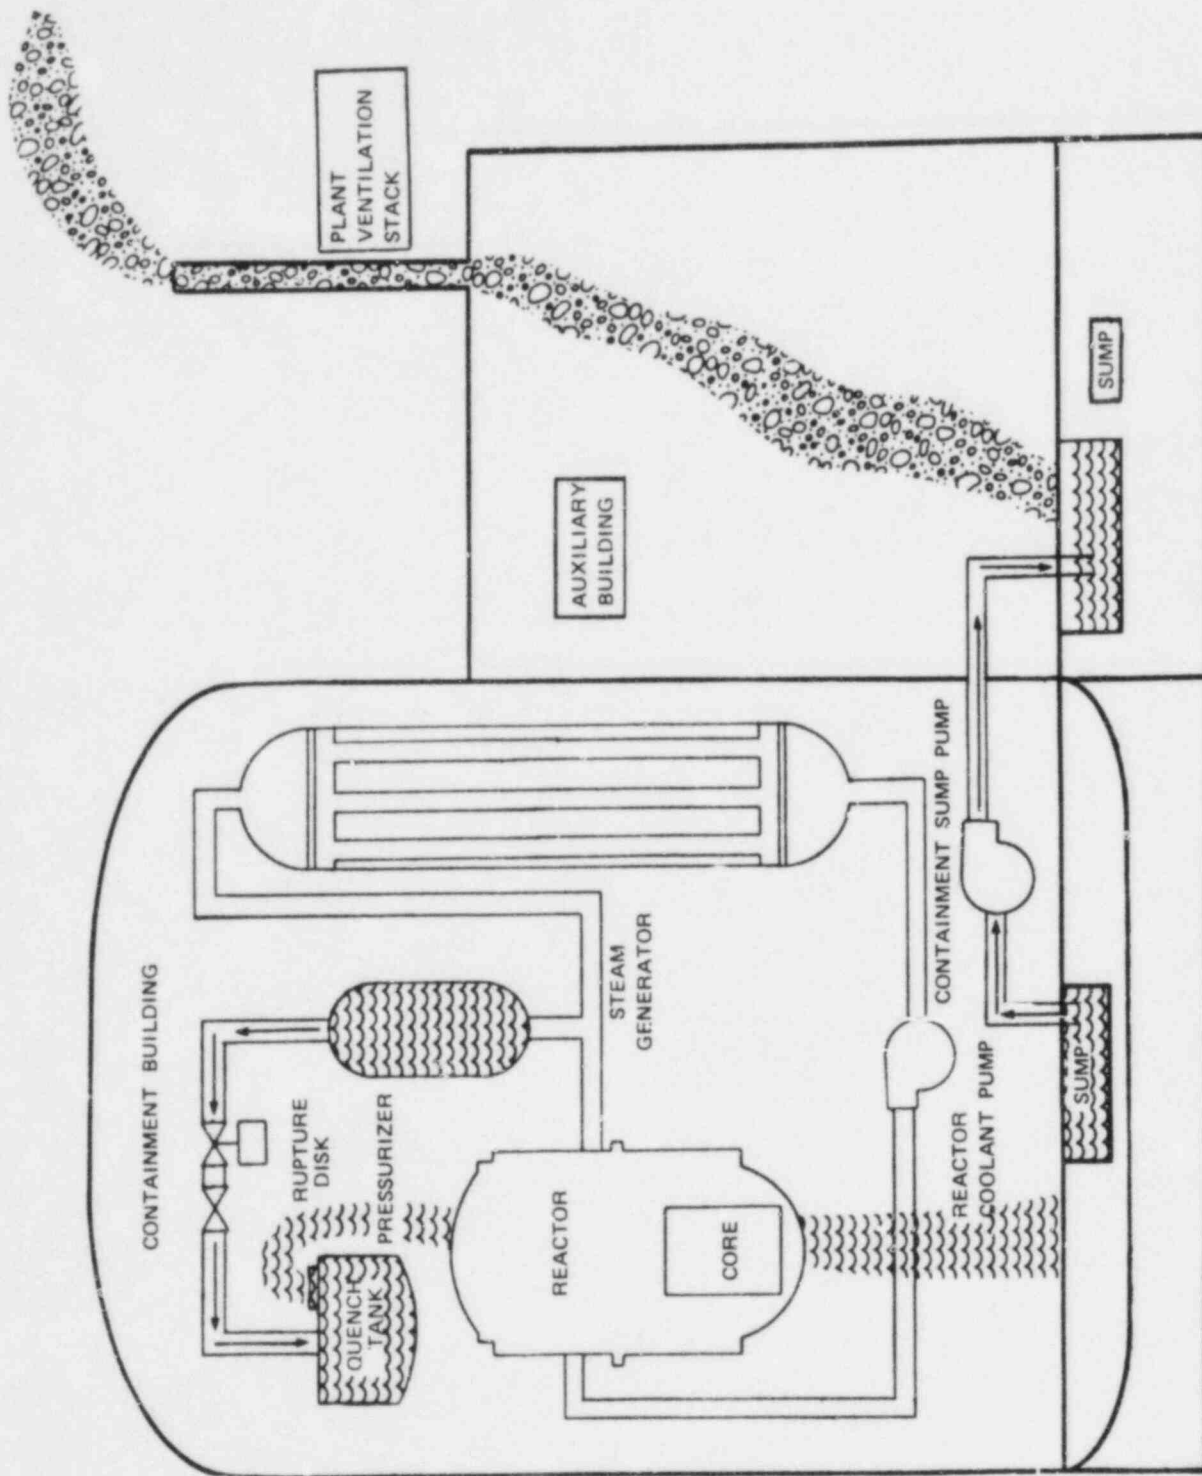 PLANT
VENTILATION
STACK
CONTAINMENT BUILDING
RUPTURE
DISK
PRESSURIZER
QUENCH
TANK
REACTOR
CORE
STEAM
GENERATOR
REACTOR
COOLANT PUMP
CONTAINMENT SUMP PUMP
SUMP
AUXILIARY
BUILDING
SUMP